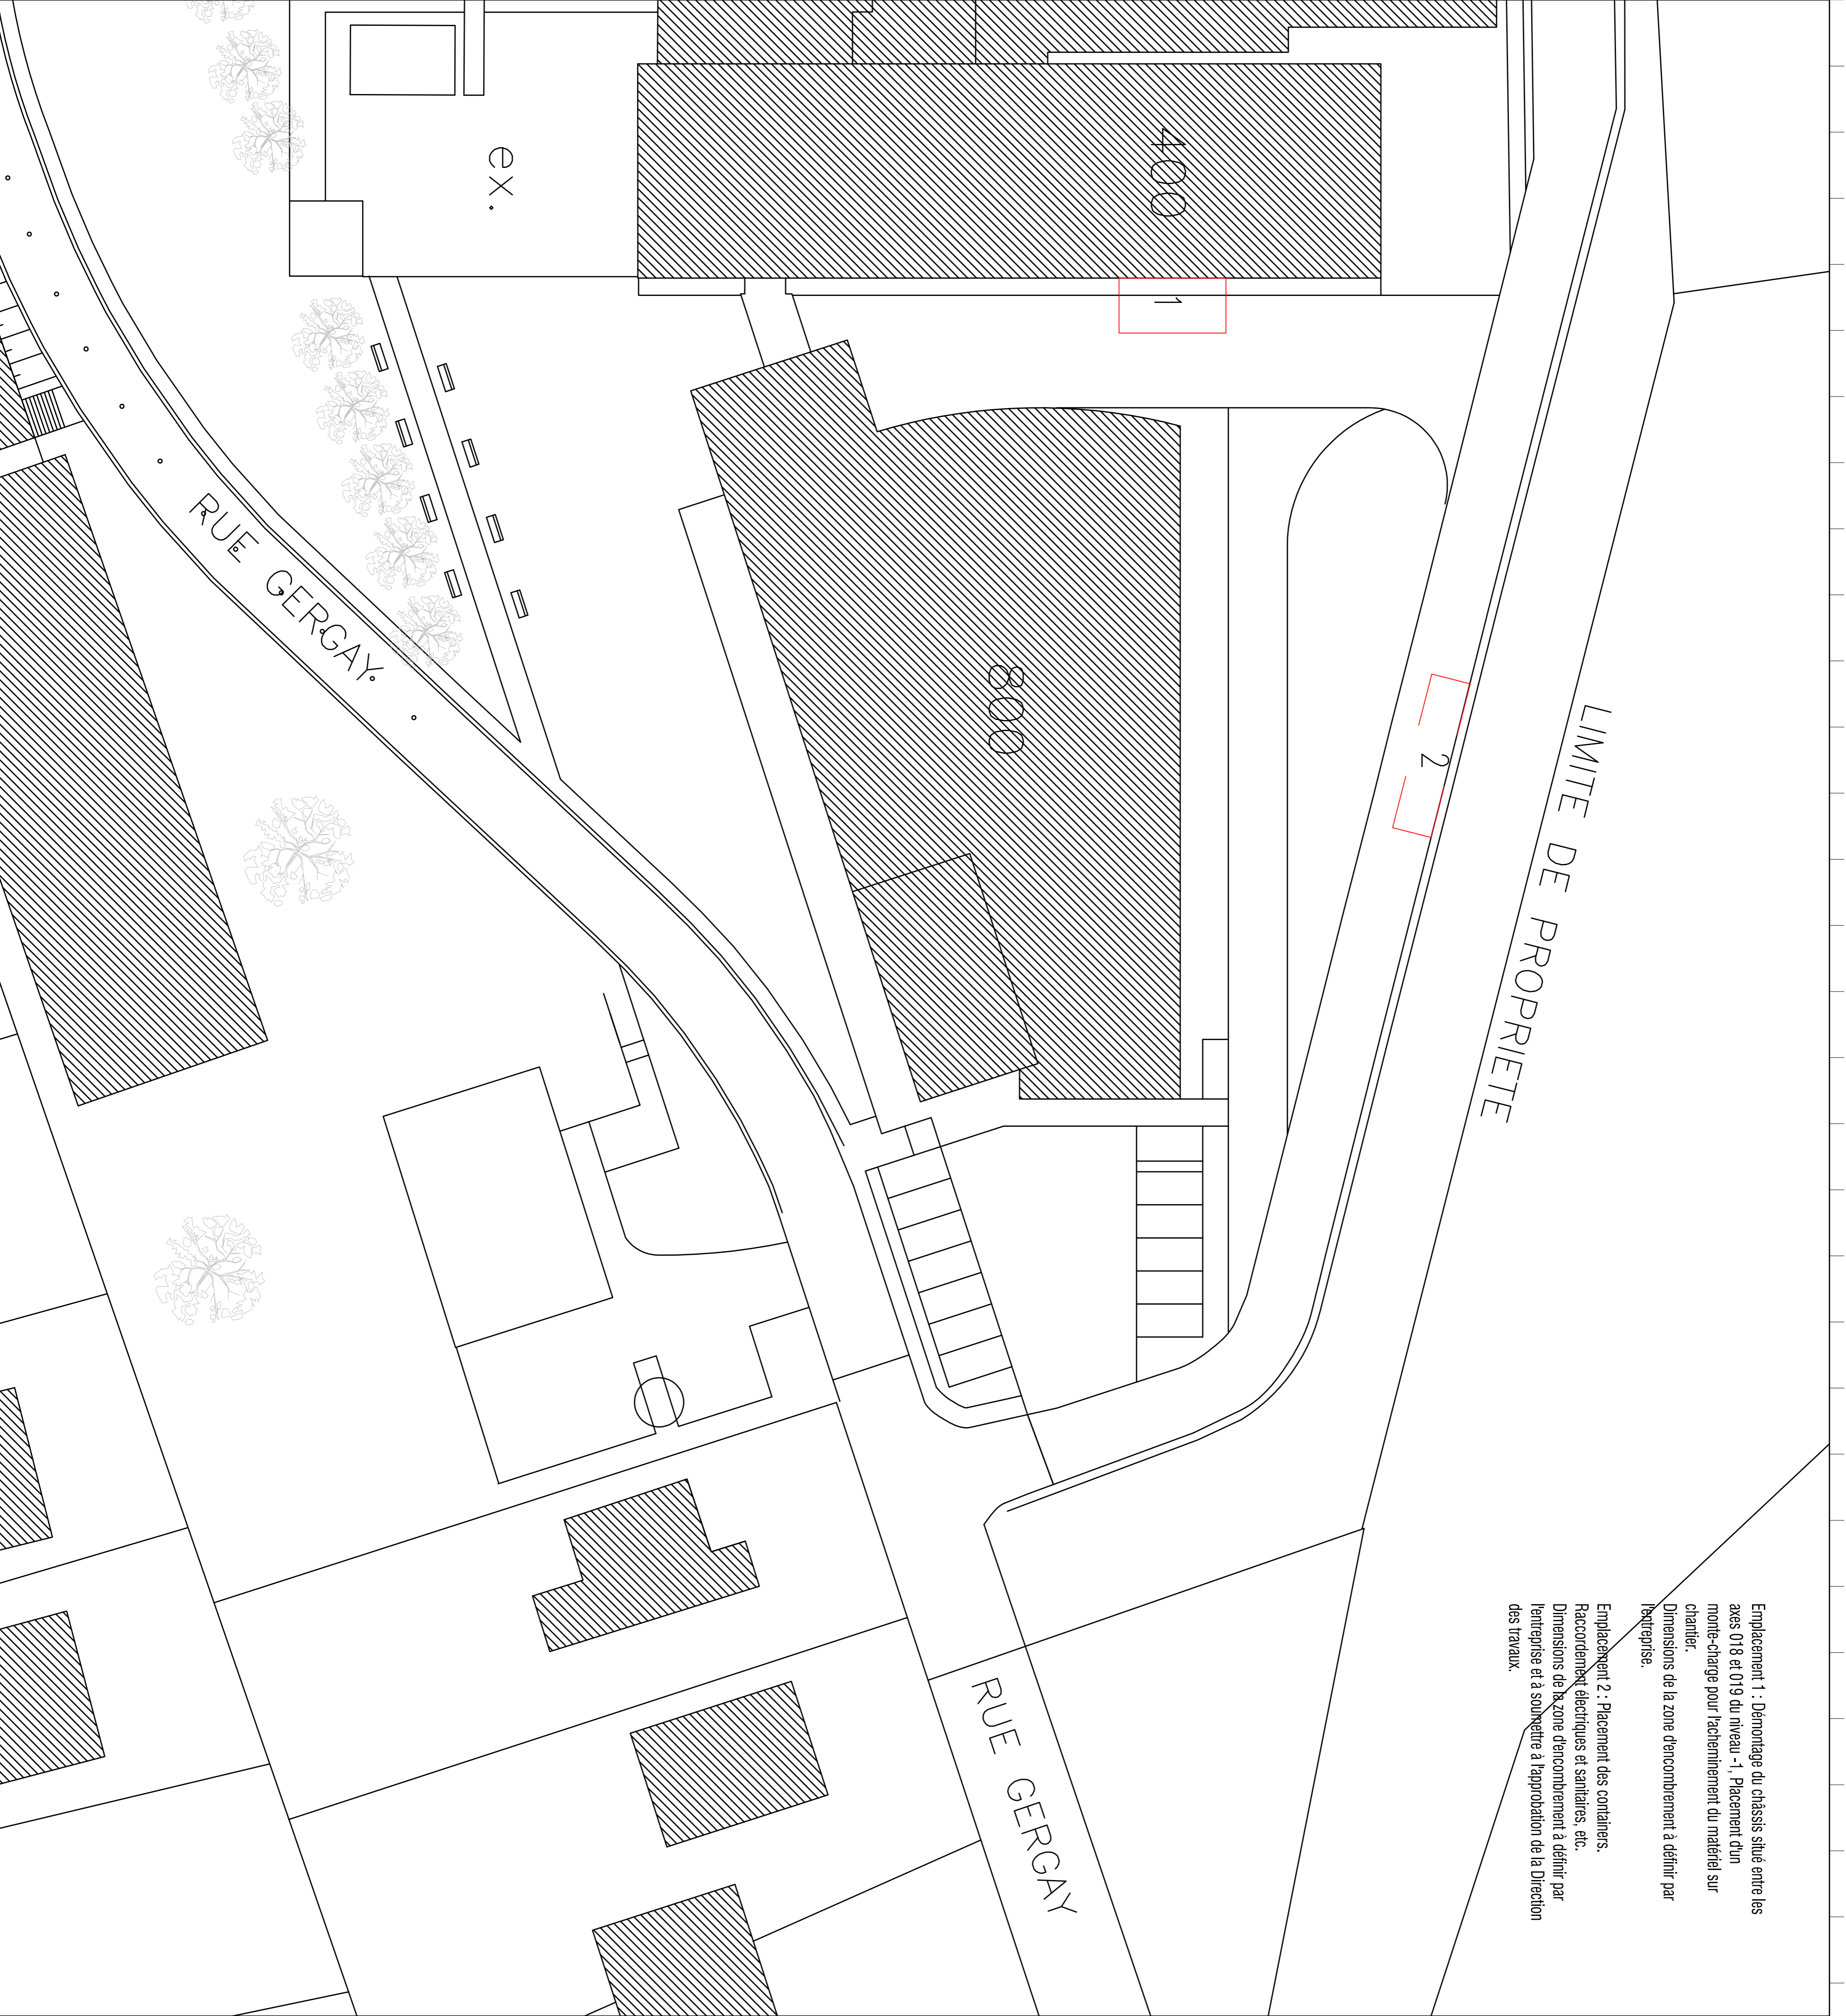 400
ex.
1
RUE GERGAY
800
2
LIMITE DE PROPRIETE
Emplacement 1 : Démontage du châssis situé entre les
axes 018 et 019 du niveau -1, Placement d'un
monte-charge pour l'acheminement du matériel sur
chantier.
Dimensions de la zone d'encombrement à définir par
l'entreprise.
Emplacement 2 : Placement des containers.
Raccordement électriques et sanitaires, etc.
Dimensions de la zone d'encombrement à définir par
l'entreprise et à soumettre à l'approbation de la Direction
des travaux.
RUE GERGAY